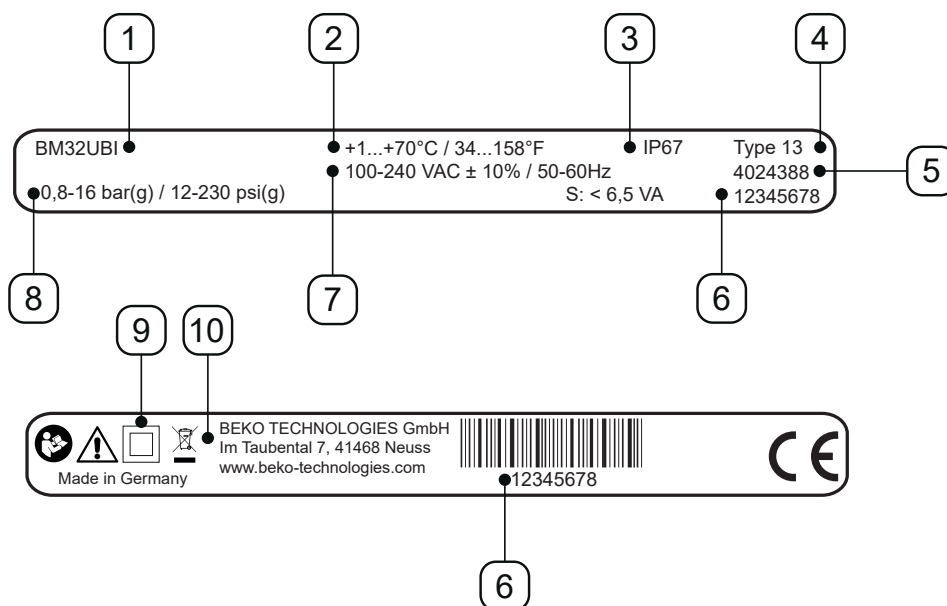 1 2 3 4
BM32UBI +1...+70°C / 34...158°F IP67 Type 13
100-240 VAC ± 10% / 50-60Hz 4024388 5
0,8-16 bar(g) / 12-230 psi(g) S: < 6,5 VA 12345678
8 7 6
9 10
BEKO TECHNOLOGIES GmbH
Im Taubental 7, 41468 Neuss
www.beko-technologies.com
Made in Germany
12345678
CE
6